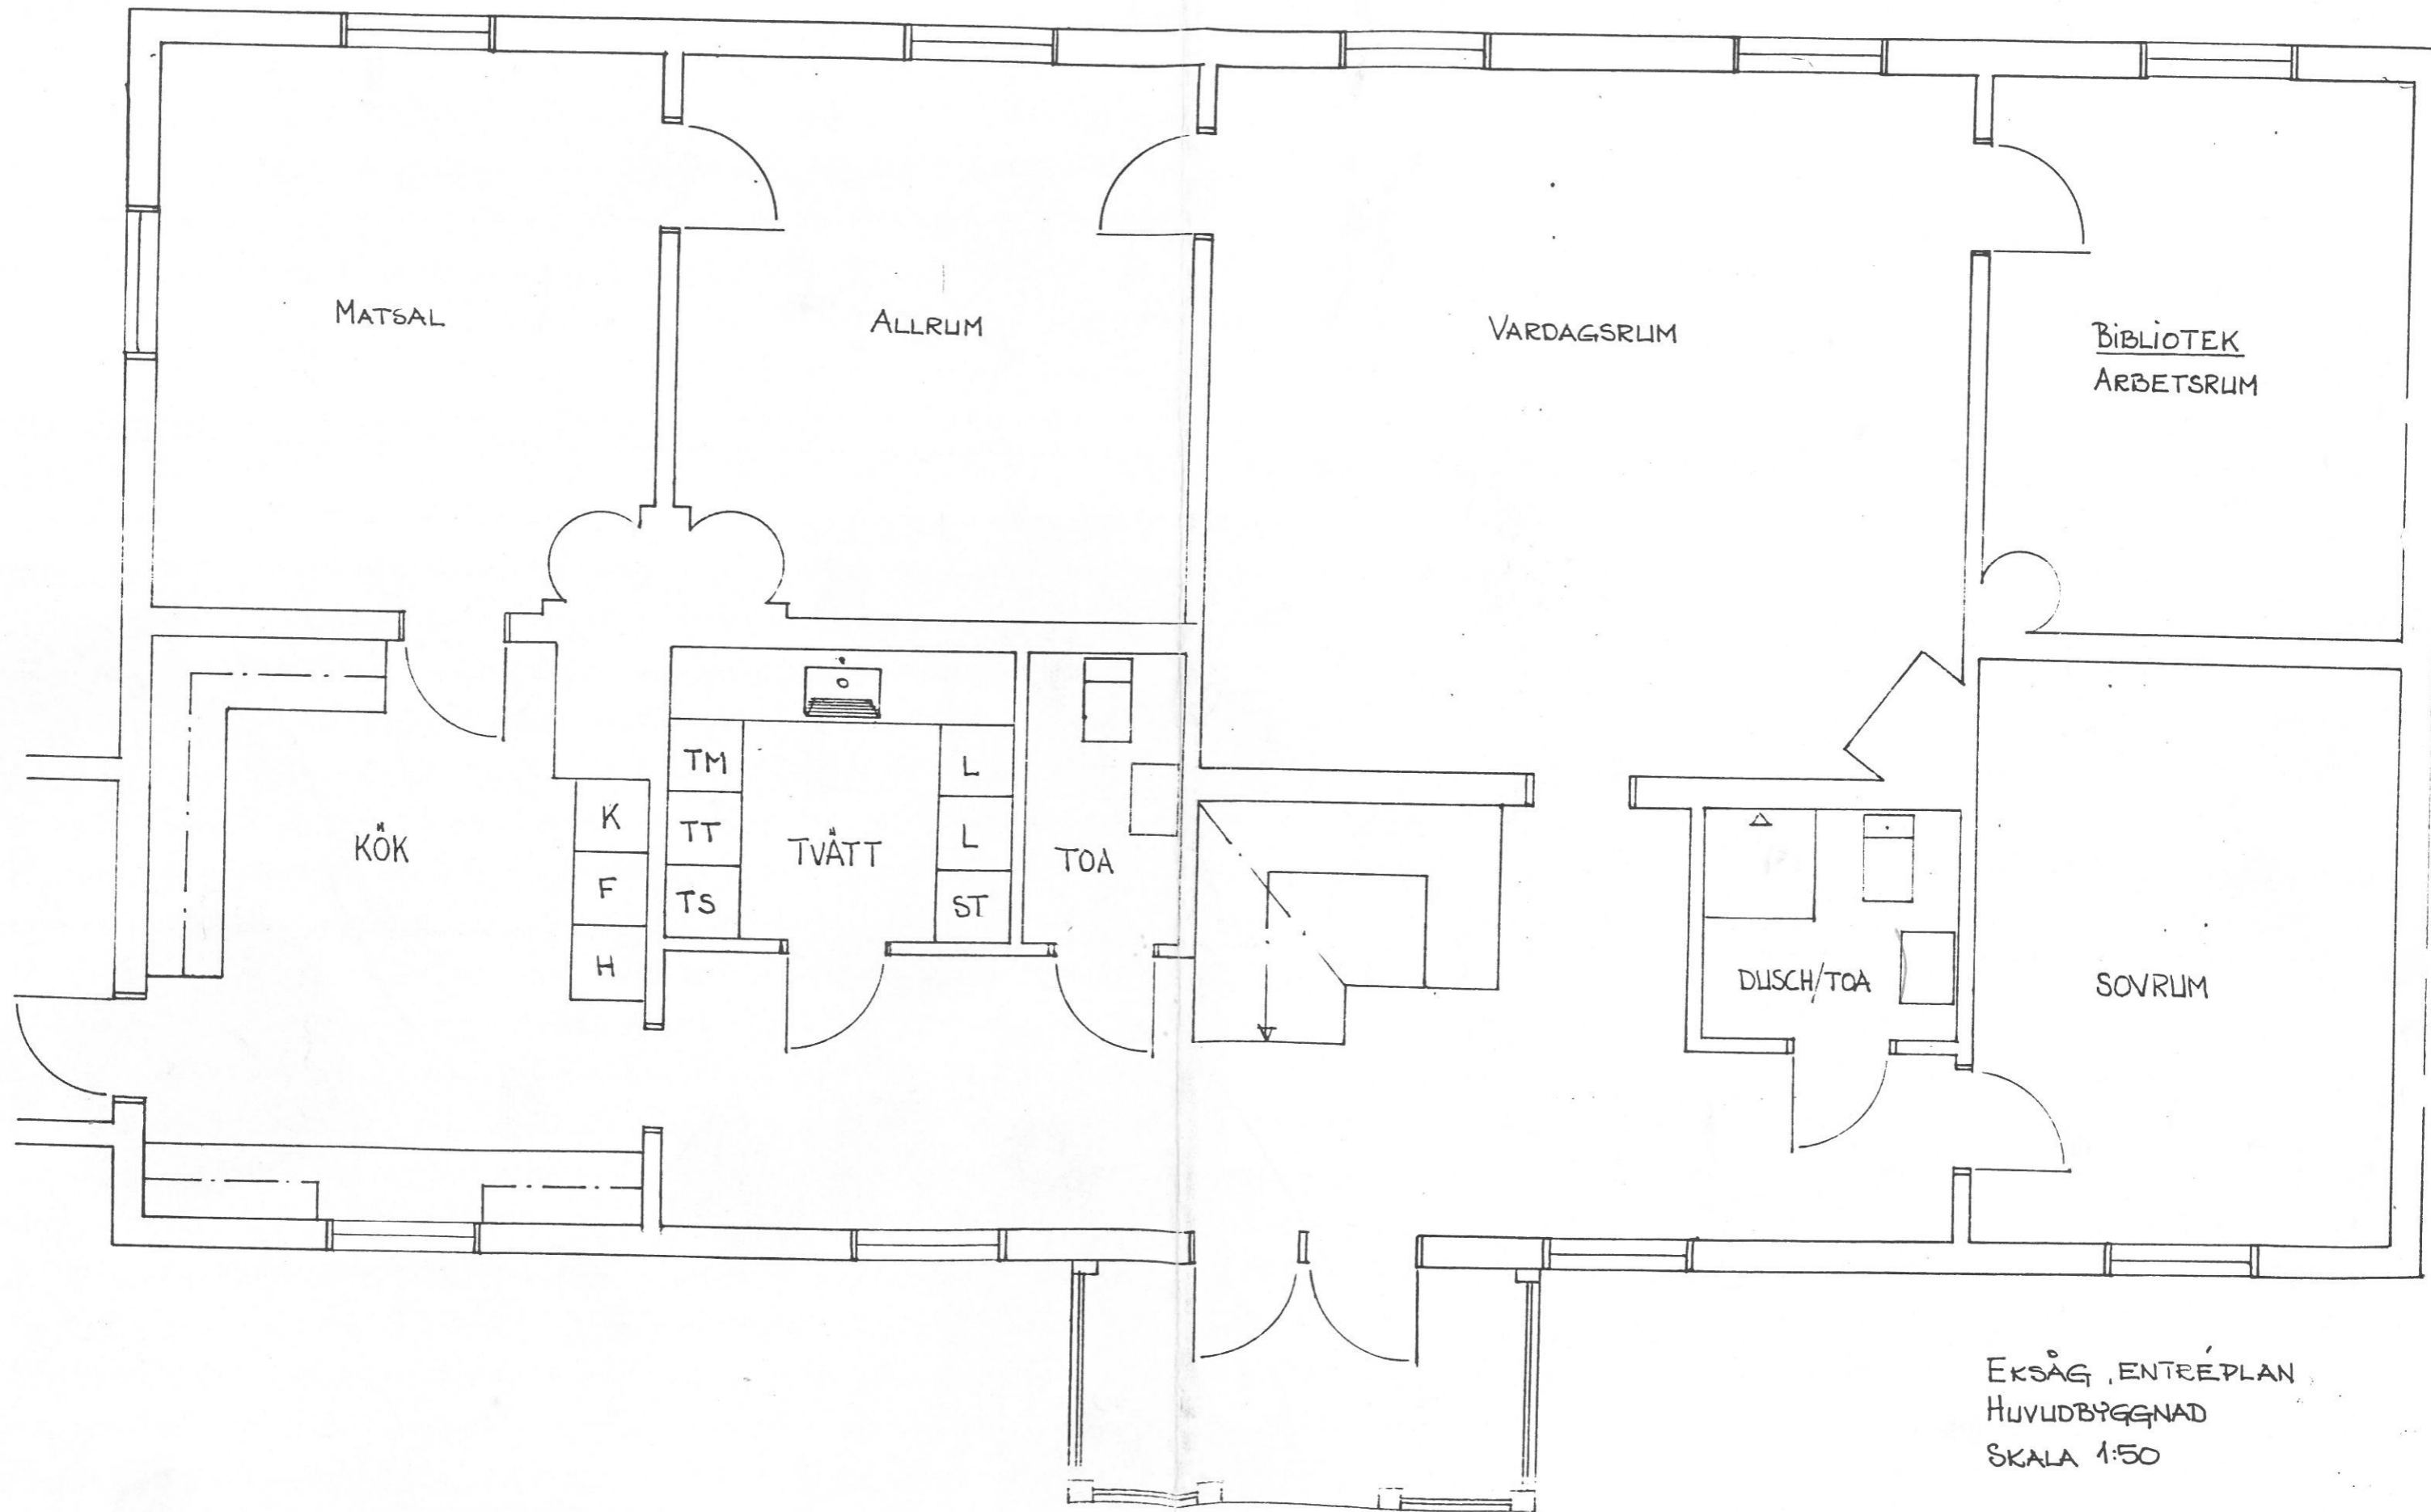 MATSAL
ALLRUM
VARDAGSRUM
BIBLIOTEK
ARBETSRUM
KÖK
K
F
H
TM
TT
TS
TVÄTT
L
L
ST
TOA
DUSCH/TOA
SOVRUM
EKSÅG, ENTRÉPLAN
HUVUDBYGGNAD
SKALA 1:50